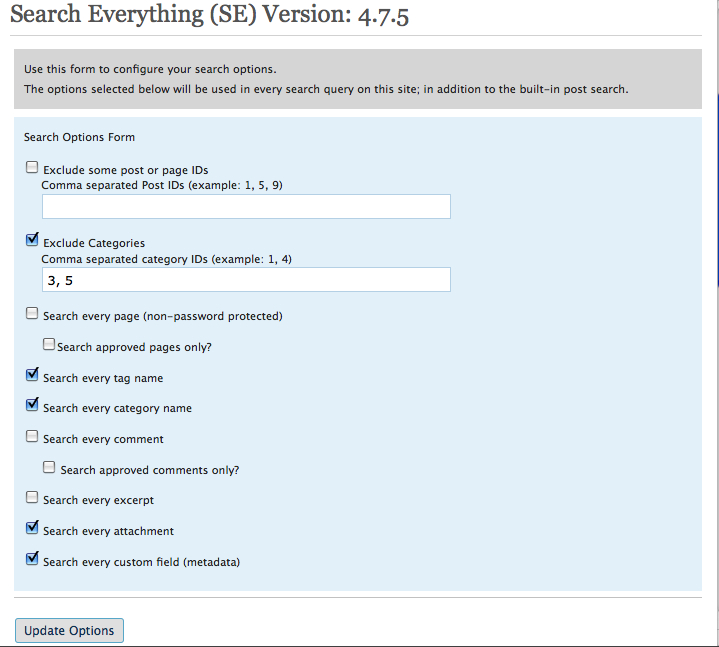 Search Everything (SE) Version: 4.7.5
Use this form to configure your search options.
The options selected below will be used in every search query on this site; in addition to the built-in post search.
Search Options Form
Exclude some post or page IDs
Comma separated Post IDs (example: 1, 5, 9)
Exclude Categories
Comma separated category IDs (example: 1, 4)
3, 5
Search every page (non-password protected)
Search approved pages only?
Search every tag name
Search every category name
Search every comment
Search approved comments only?
Search every excerpt
Search every attachment
Search every custom field (metadata)
Update Options